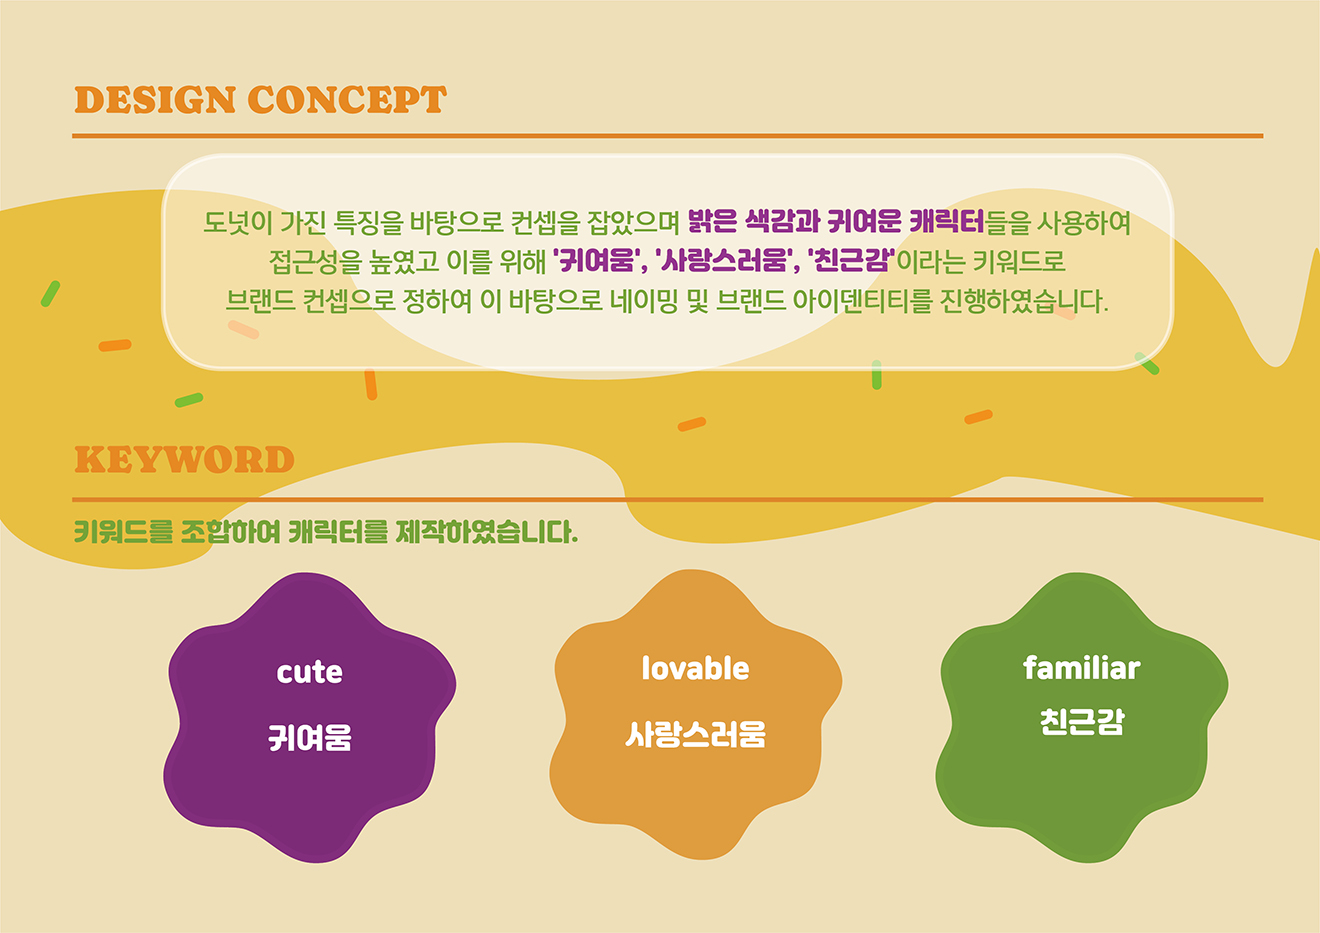 DESIGN CONCEPT
도넛이 가진 특징을 바탕으로 컨셉을 잡았으며 밝은 색감과 귀여운 캐릭터들을 사용하여
접근성을 높였고 이를 위해 '귀여움', '사랑스러움', '친근감'이라는 키워드로
브랜드 컨셉으로 정하여 이 바탕으로 네이밍 및 브랜드 아이덴티티를 진행하였습니다.
KEYWORD
키워드를 조합하여 캐릭터를 제작하였습니다.
cute
귀여움
lovable
사랑스러움
familiar
친근감